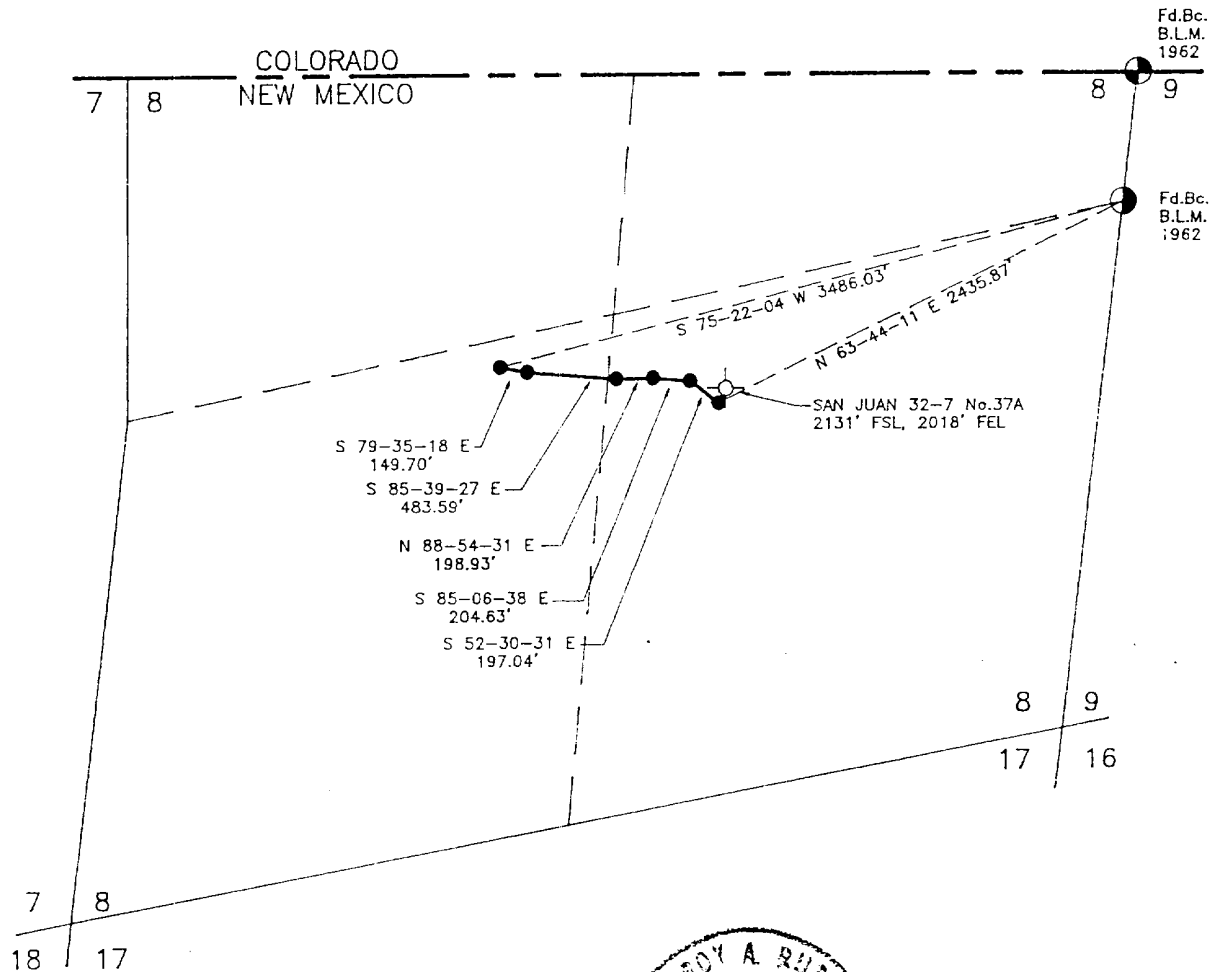 Fd.Bc.
B.L.M.
1962
COLORADO
NEW MEXICO
7 8
8 9
Fd.Bc.
B.L.M.
1962
S 75-22-04 W 3486.03'
N 63-44-11 E 2435.87'
SAN JUAN 32-7 No.37A
2131' FSL, 2018' FEL
S 79-35-18 E
149.70'
S 85-39-27 E
483.59'
N 88-54-31 E
198.93'
S 85-06-38 E
204.63'
S 52-30-31 E
197.04'
8 9
17 16
7 8
18 17
ROY A.